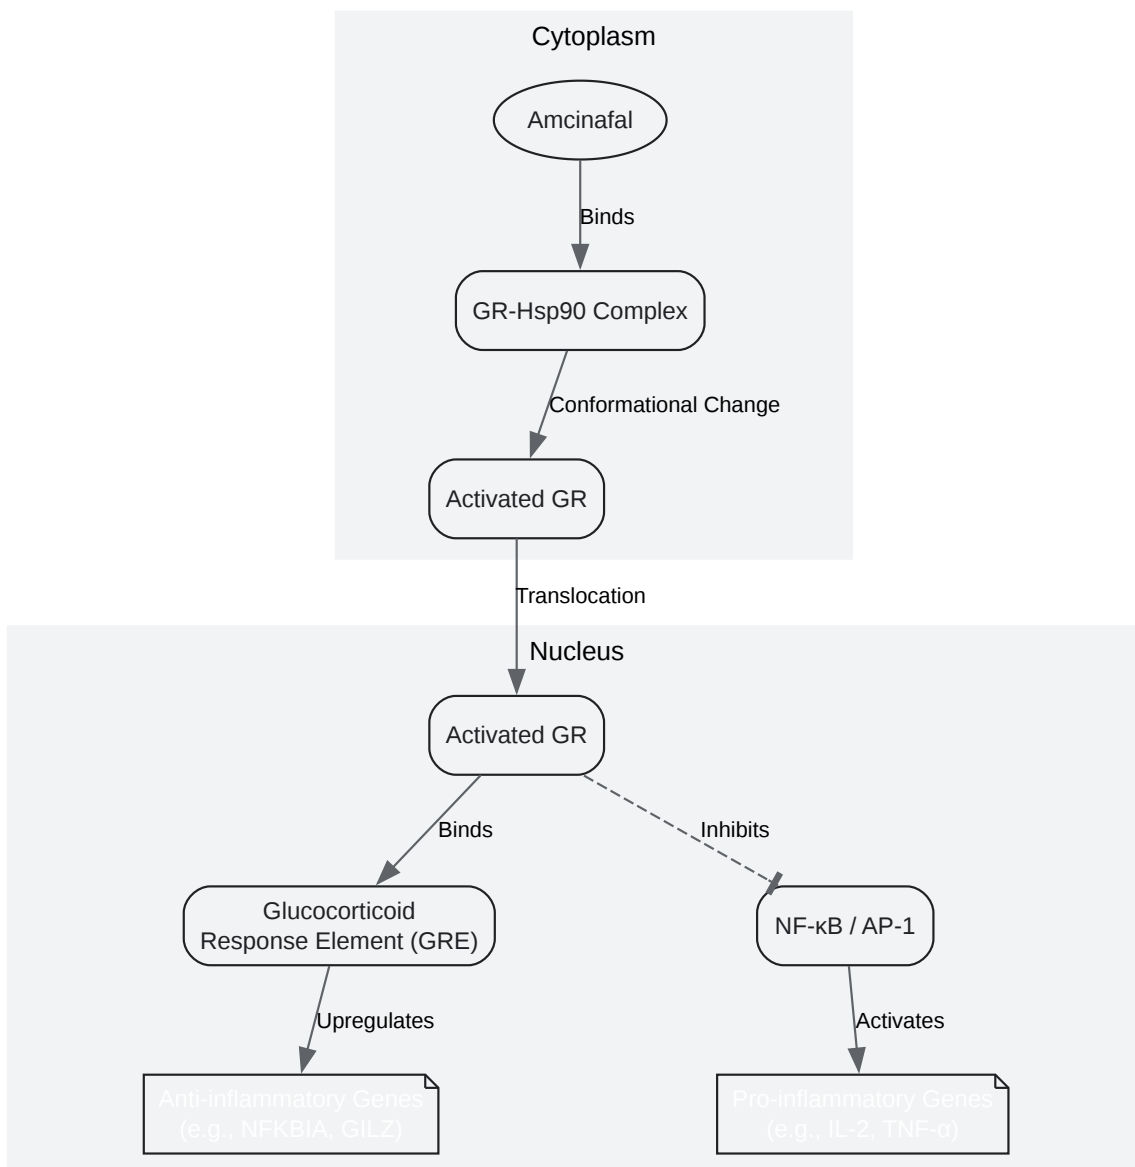 Cytoplasm
Amcinafal
Binds
GR-Hsp90 Complex
Conformational Change
Activated GR
Translocation
Nucleus
Activated GR
Binds
Inhibits
Glucocorticoid
Response Element (GRE)
NF-κB / AP-1
Upregulates
Activates
Anti-inflammatory Genes
(e.g., NFKBIA, GILZ)
Pro-inflammatory Genes
(e.g., IL-2, TNF-α)